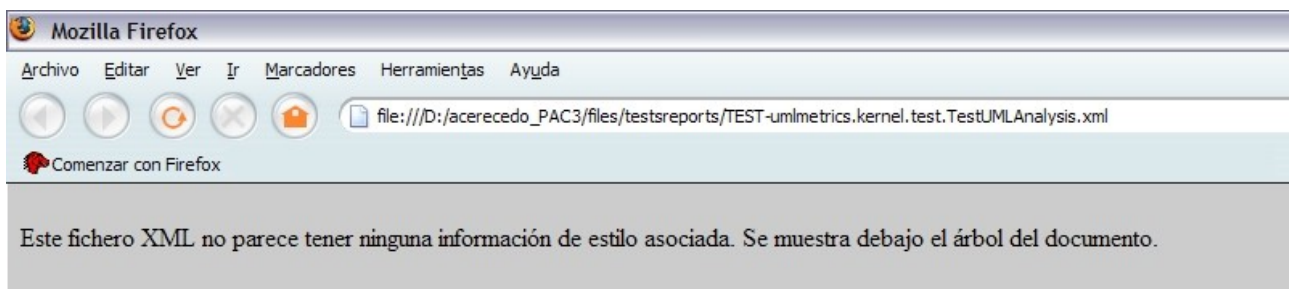 Mozilla Firefox
Archivo Editar Ver Ir Marcadores Herramientas Ayuda
file:///D:/acerecedo_PAC3/files/testsreports/TEST-umlmetrics.kernel.test.TestUMLAnalysis.xml
Comenzar con Firefox
Este fichero XML no parece tener ninguna información de estilo asociada. Se muestra debajo el árbol del documento.